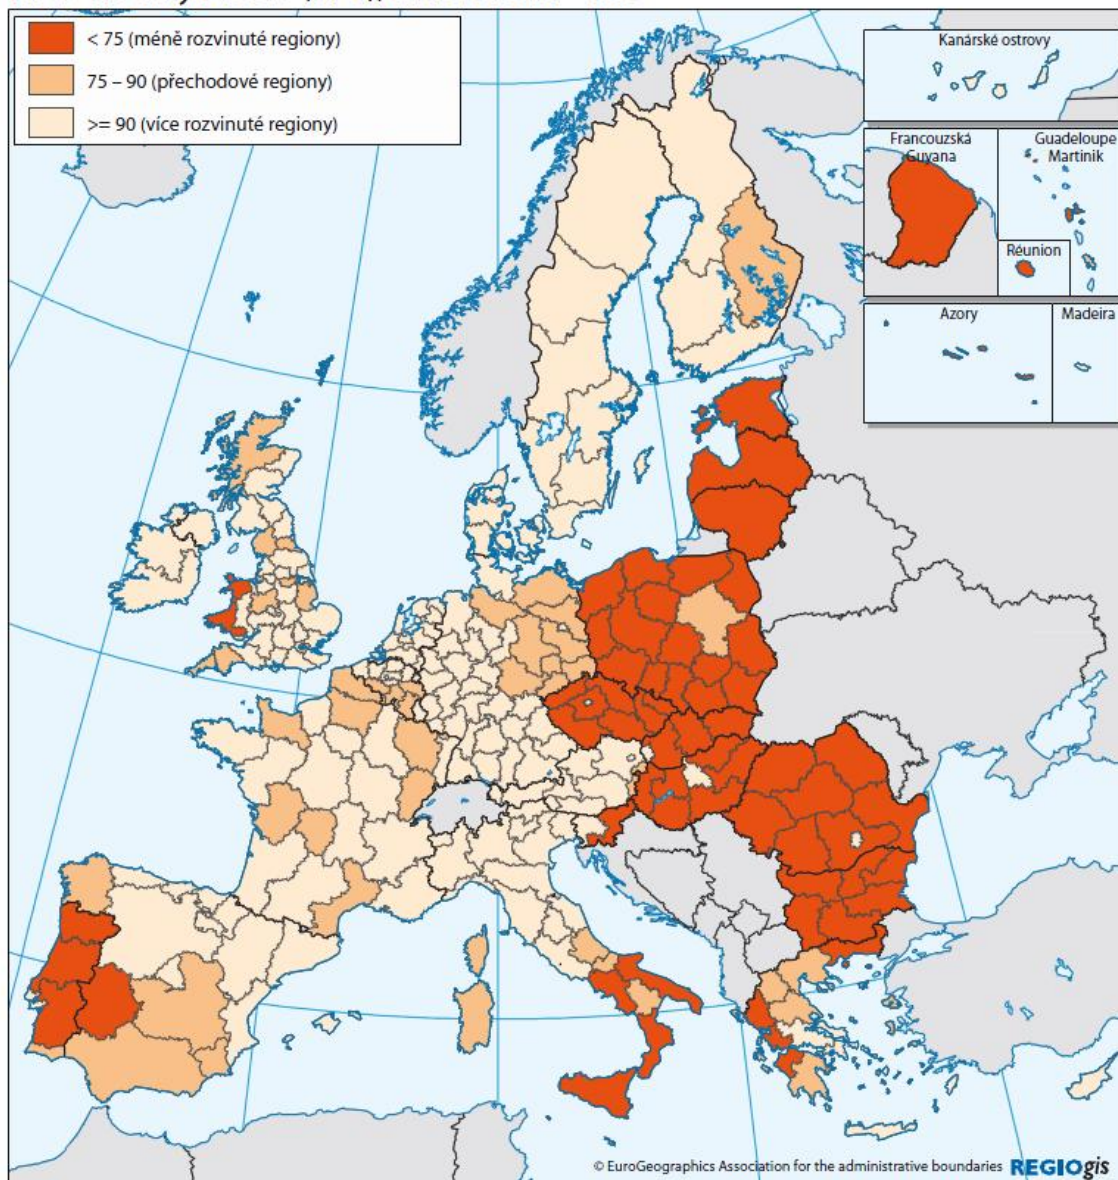 < 75 (méně rozvinuté regiony)
75 – 90 (přechodové regiony)
>= 90 (více rozvinuté regiony)
Kanárské ostrovy
Francouzská
Guyana
Guadeloupe
Martinik
Réunion
Azory
Madeira
© EuroGeographics Association for the administrative boundaries REGIOgis